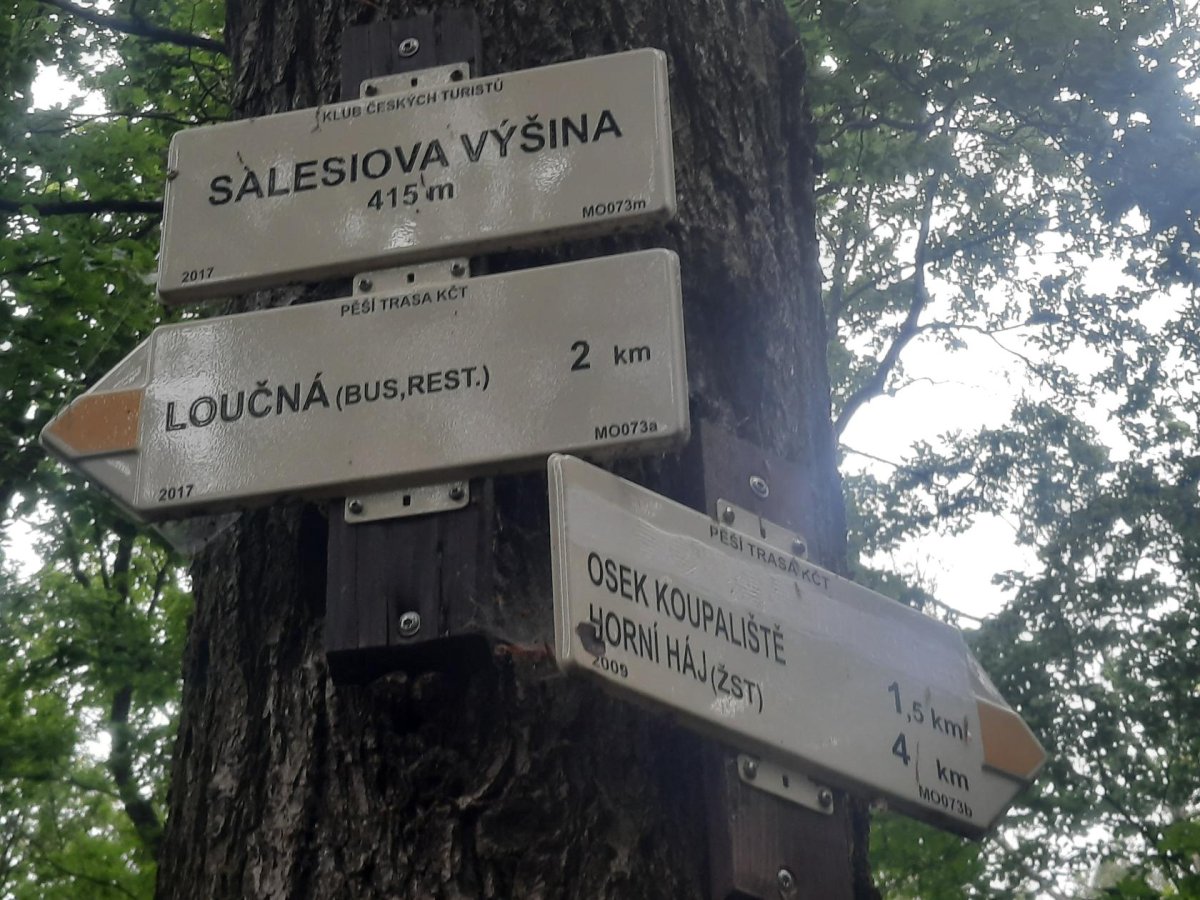 KLUB ČESKÝCH TURISTŮ
SALESIOVA VÝŠINA
415 m
MO073m
2017
PĚŠÍ TRASA KČT
LOUČNÁ (BUS,REST.) 2 km
MO073a
2017
PĚŠÍ TRASA KČT
OSEK KOUPALIŠTĚ 1,5 km
HORNÍ HÁJ (ŽST) 4 km
2009
MO073b